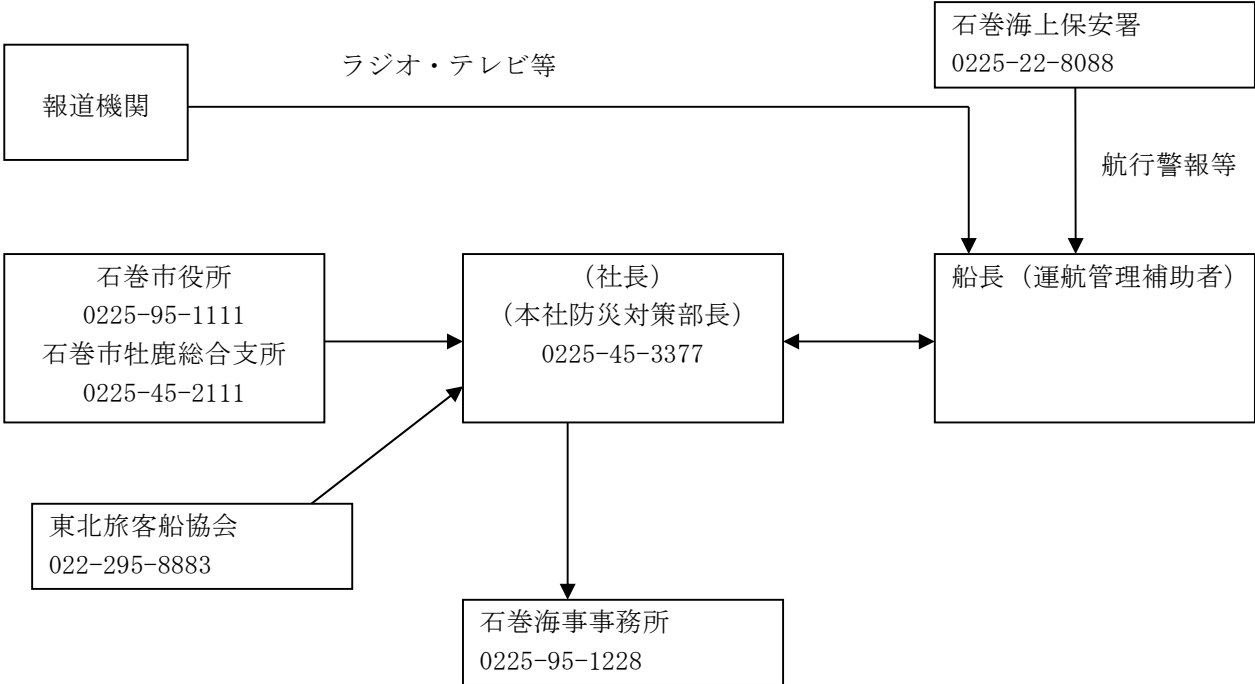 石巻海上保安署
0225-22-8088
ラジオ・テレビ等
報道機関
航行警報等
石巻市役所
0225-95-1111
石巻市牡鹿総合支所
0225-45-2111
(社長)
(本社防災対策部長)
0225-45-3377
船長(運航管理補助者)
東北旅客船協会
022-295-8883
石巻海事事務所
0225-95-1228